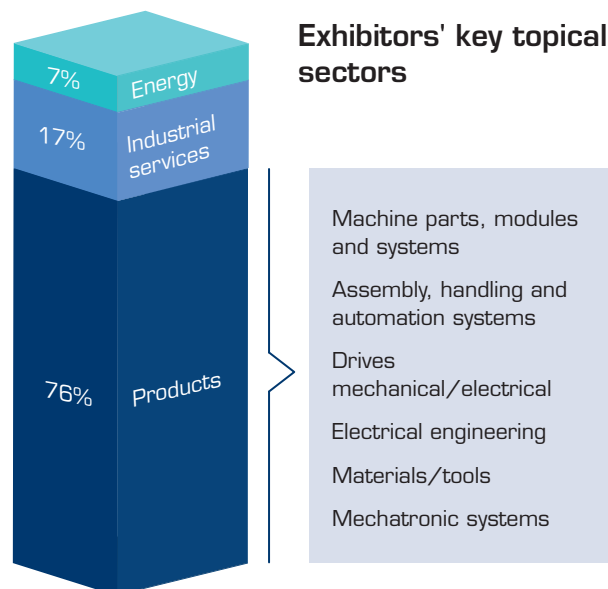 Exhibitors' key topical
sectors
7%
Energy
17%
Industrial
services
76%
Products
Machine parts, modules
and systems
Assembly, handling and
automation systems
Drives
mechanical/electrical
Electrical engineering
Materials/tools
Mechatronic systems